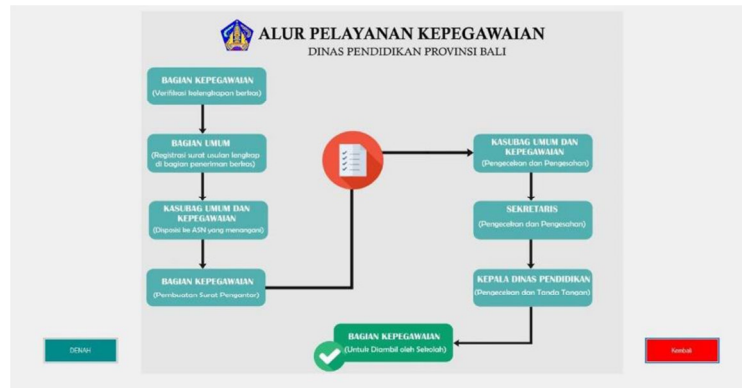 ALUR PELAYANAN KEPEGAWAIAN
DINAS PENDIDIKAN PROVINSI BALI
BAGIAN KEPEGAWAIAN
(Verifikasi kelengkapan berkas)
BAGIAN UMUM
(Registrasi surat usulan lengkap
di bagian peneriman berkas)
KASUBAG UMUM DAN
KEPEGAWAIAN
(Disposisi ke ASN yang menangani)
BAGIAN KEPEGAWAIAN
(Pembuatan Surat Pengantar)
KASUBAG UMUM DAN
KEPEGAWAIAN
(Pengecekan dan Pengesahan)
SEKRETARIS
(Pengecekan dan Pengesahan)
KEPALA DINAS PENDIDIKAN
(Pengecekan dan Tanda Tangan)
BAGIAN KEPEGAWAIAN
(Untuk Diambil oleh Sekolah)
DENAH
Kembali